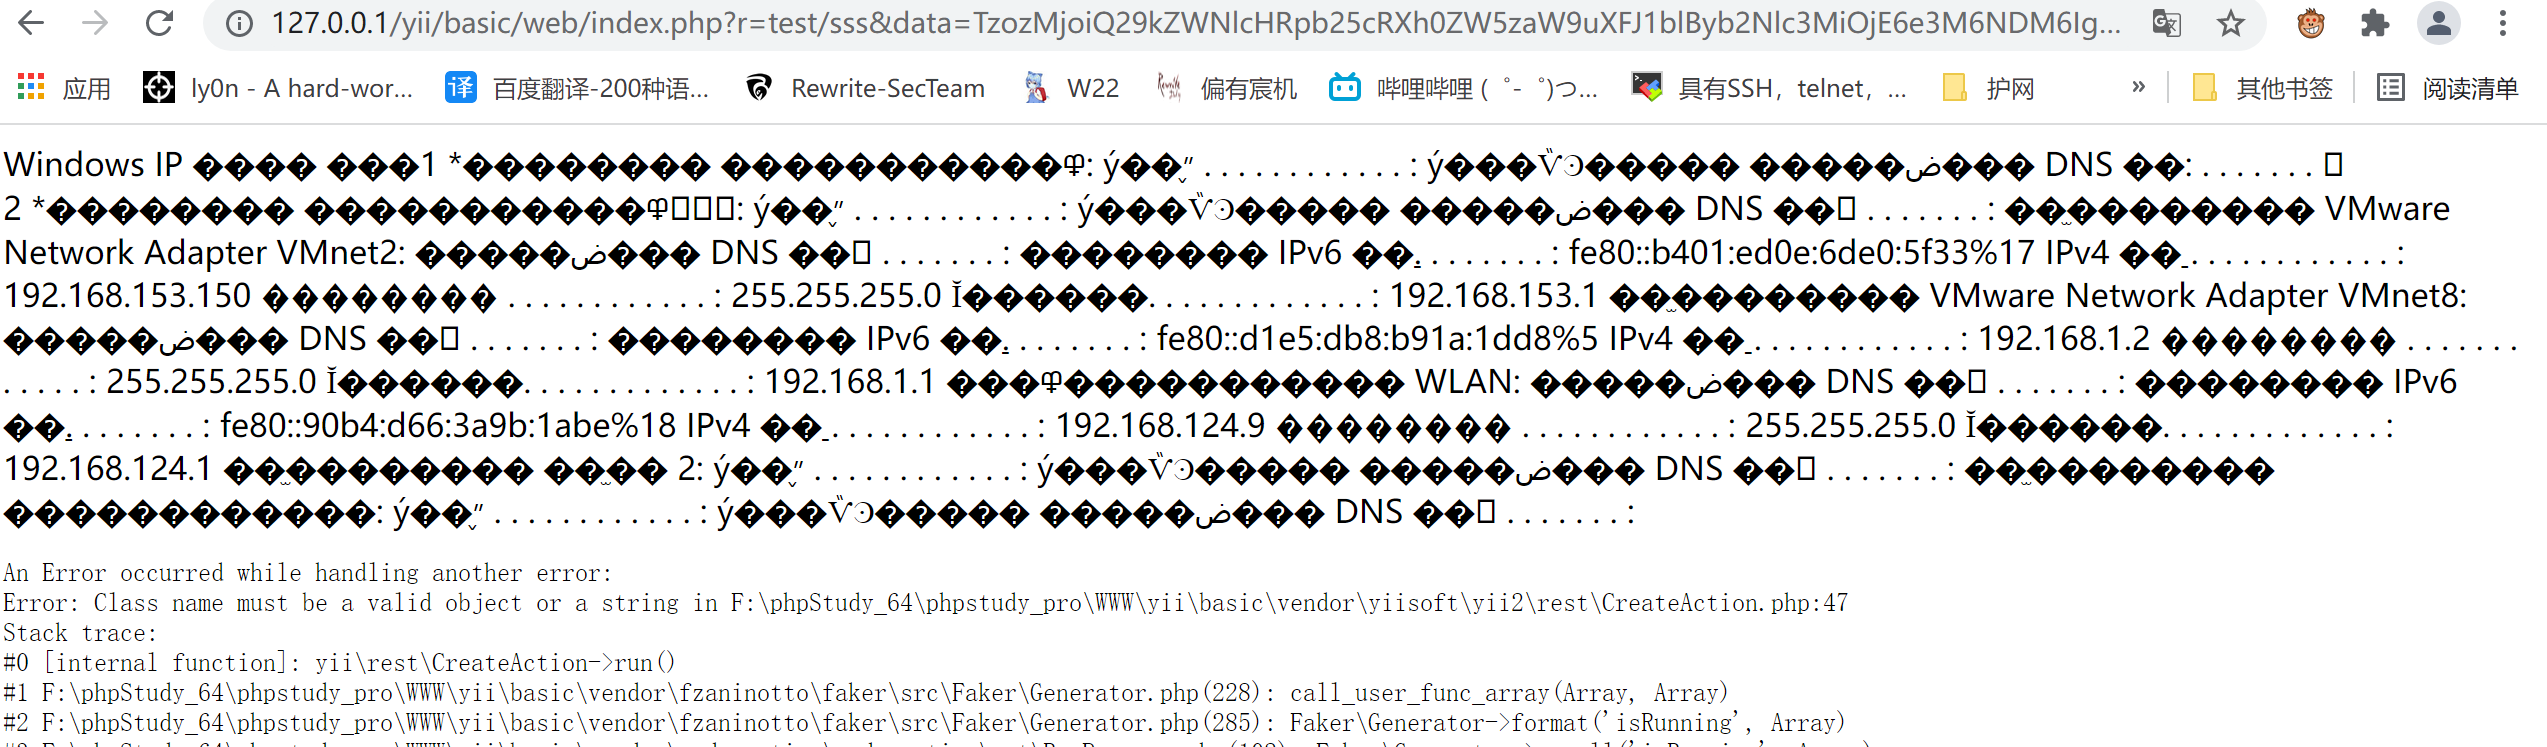 127.0.0.1/yii/basic/web/index.php?r=test/sss&data=TzozMjoiQ29kZWNlcHRpb25cRXh0ZW5zaW9uXFJ1blByb2Nlc3MiOjE6e3M6NDM6Ig...
应用 ly0n - A hard-wor... 译 百度翻译-200种语... Rewrite-SecTeam W22 偏有宸机 哔哩哔哩 ( ゜- ゜)つ... 具有SSH，telnet，... 护网 » 其他书签 阅读清单
Windows IP ���� ���1 *�������� �����������ȹ: ý��˯״ . . . . . . . . . . . . : ý���ѷϿ����� �����ض��� DNS ��: . . . . . . .
2 *�������� �����������: ý��˯״ . . . . . . . . . . . . : ý���ѷϿ����� �����ض��� DNS �� . . . . . . . : ����������� VMware
Network Adapter VMnet2: �����ض��� DNS �� . . . . . . . : �������� IPv6 �� . . . . . . . . : fe80::b401:ed0e:6de0:5f33%17 IPv4 �� . . . . . . . . . . . . :
192.168.153.150 �������� . . . . . . . . . . . . : 255.255.255.0 Ĭ������. . . . . . . . . . . . . : 192.168.153.1 ����������� VMware Network Adapter VMnet8:
�����ض��� DNS �� . . . . . . . : �������� IPv6 �� . . . . . . . . : fe80::d1e5:db8:b91a:1dd8%5 IPv4 �� . . . . . . . . . . . . : 192.168.1.2 �������� . . . . . . .
. . . . . : 255.255.255.0 Ĭ������. . . . . . . . . . . . . : 192.168.1.1 ������������� WLAN: �����ض��� DNS �� . . . . . . . : �������� IPv6
�� . . . . . . . . : fe80::90b4:d66:3a9b:1abe%18 IPv4 �� . . . . . . . . . . . . : 192.168.124.9 �������� . . . . . . . . . . . . : 255.255.255.0 Ĭ������. . . . . . . . . . . . . :
192.168.124.1 ���������� ���� 2: ý��˯״ . . . . . . . . . . . . : ý���ѷϿ����� �����ض��� DNS �� . . . . . . . : ����������
������������: ý��˯״ . . . . . . . . . . . . : ý���ѷϿ����� �����ض��� DNS �� . . . . . . . :
An Error occurred while handling another error:
Error: Class name must be a valid object or a string in F:\phpStudy_64\phpstudy_pro\WWW\yii\basic\vendor\yiisoft\yii2\rest\CreateAction.php:47
Stack trace:
#0 [internal function]: yii\rest\CreateAction->run()
#1 F:\phpStudy_64\phpstudy_pro\WWW\yii\basic\vendor\fzaninotto\faker\src\Faker\Generator.php(228): call_user_func_array(Array, Array)
#2 F:\phpStudy_64\phpstudy_pro\WWW\yii\basic\vendor\fzaninotto\faker\src\Faker\Generator.php(285): Faker\Generator->format('isRunning', Array)